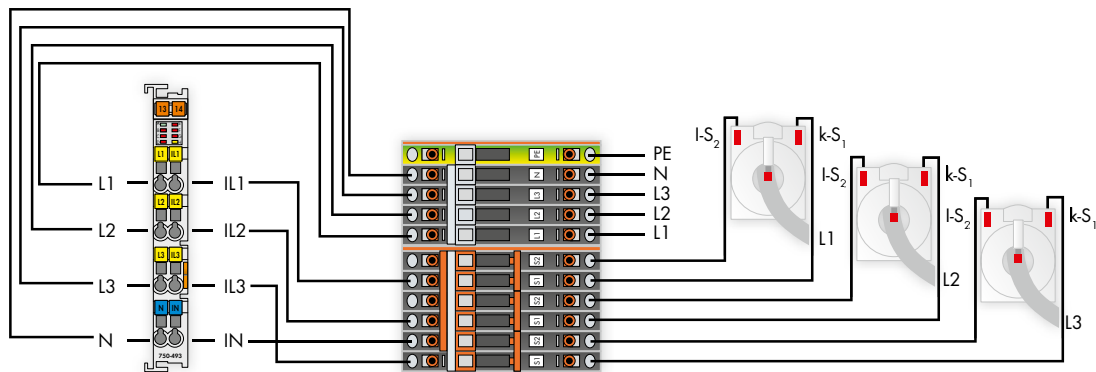 13 14
L1 IL1
L2 IL2
L3 IL3
N IN
750-493
L1
L2
L3
N
IL1
IL2
IL3
IN
PE
N
L3
L2
L1
S2
S1
S2
S1
S2
S1
PE
N
L3
L2
L1
l-S2
k-S1
L1
l-S2
k-S1
L2
l-S2
k-S1
L3